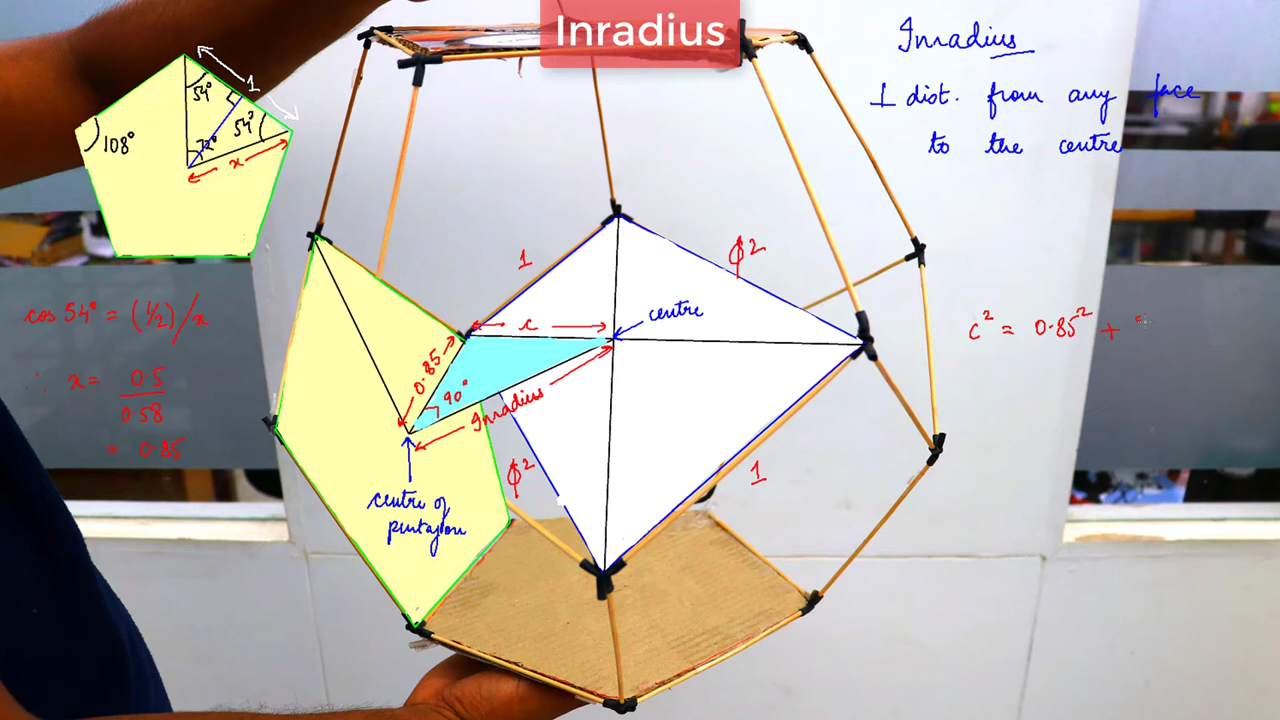 Inradius
Inradius
⊥ dist. from any face
to the centre
54°
1
54°
108°
72°
x
cos 54° = (1/2)/x
∴ x = 0.5
0.58
= 0.85
1
ϕ2
c
centre
0.85
90°
Inradius
ϕ2
1
centre of
pentagon
c² = 0.85² +